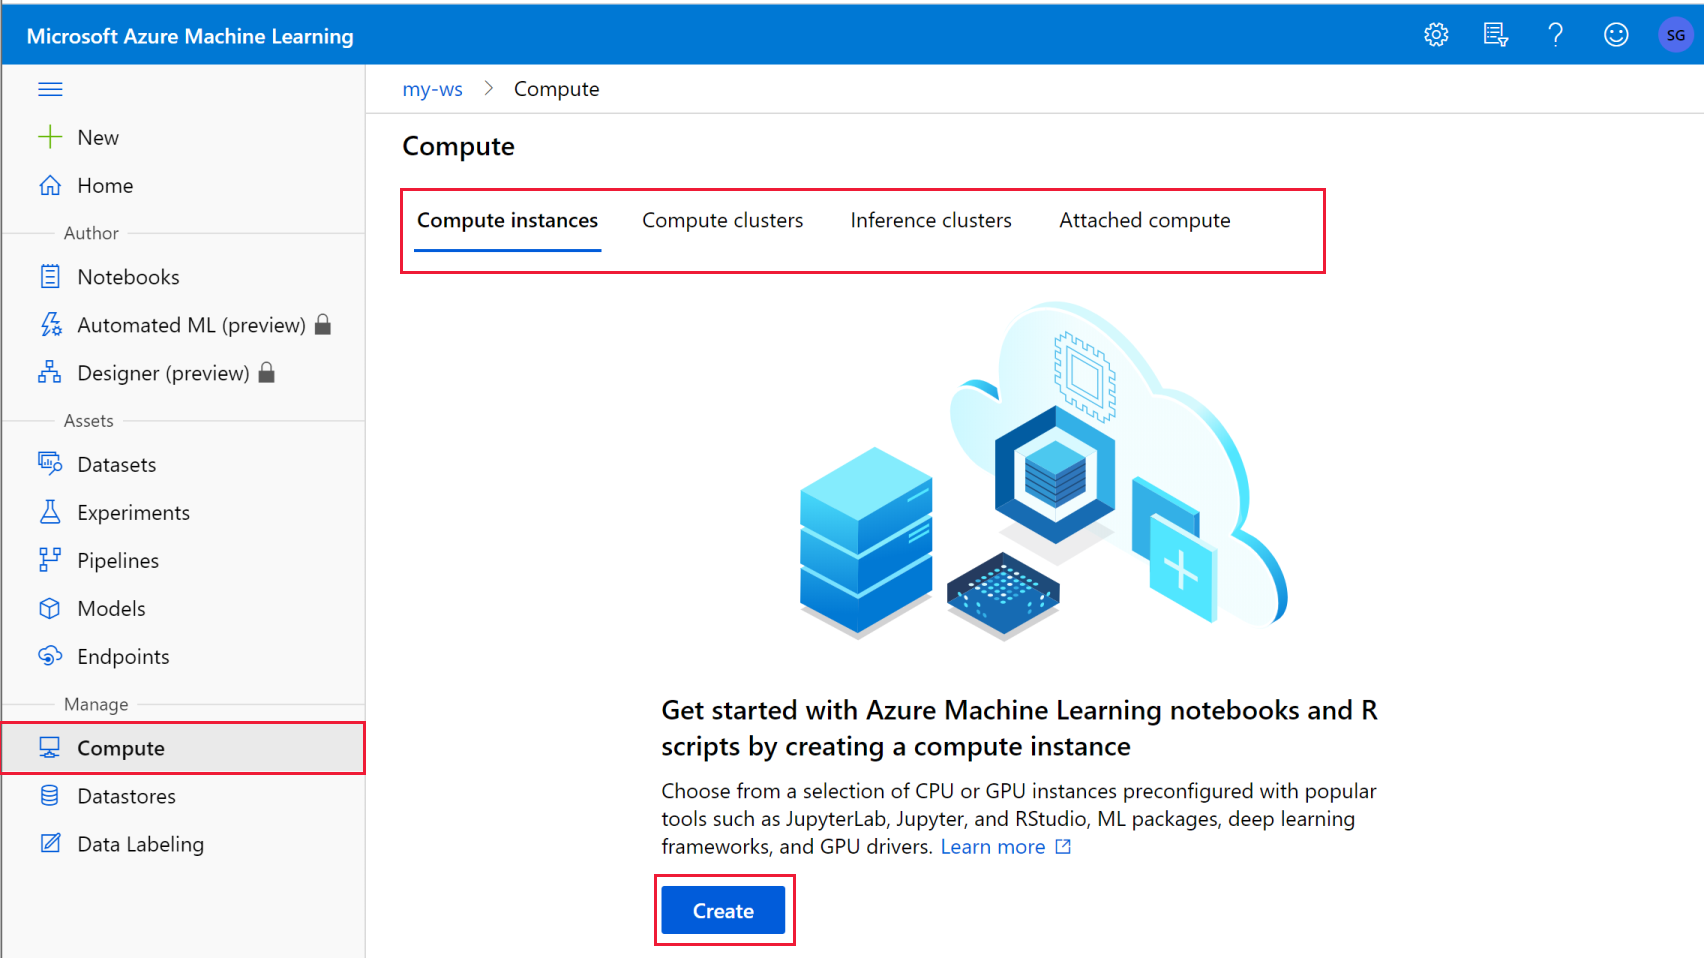 Microsoft Azure Machine Learning
SG
New
Home
Author
Notebooks
Automated ML (preview)
Designer (preview)
Assets
Datasets
Experiments
Pipelines
Models
Endpoints
Manage
Compute
Datastores
Data Labeling
my-ws > Compute
Compute
Compute instances Compute clusters Inference clusters Attached compute
Get started with Azure Machine Learning notebooks and R
scripts by creating a compute instance
Choose from a selection of CPU or GPU instances preconfigured with popular
tools such as JupyterLab, Jupyter, and RStudio, ML packages, deep learning
frameworks, and GPU drivers. Learn more
Create